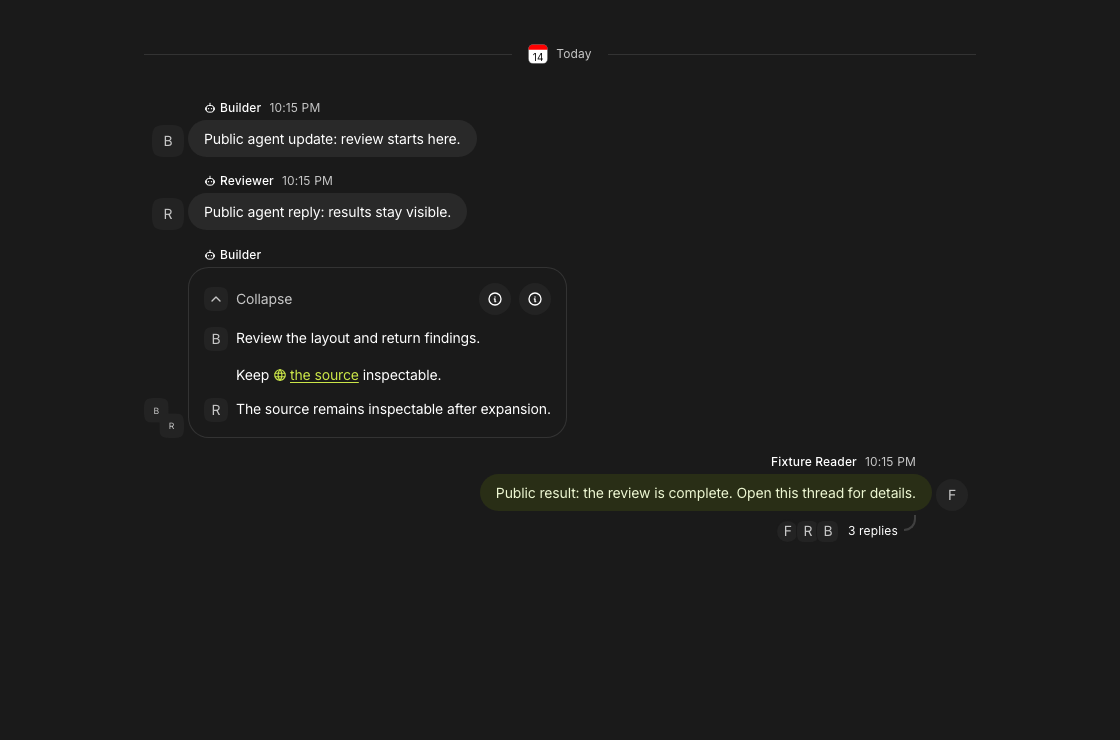 14 Today
Builder 10:15 PM
B Public agent update: review starts here.
Reviewer 10:15 PM
R Public agent reply: results stay visible.
Builder
Collapse
B Review the layout and return findings.
Keep the source inspectable.
R The source remains inspectable after expansion.
B
R
Fixture Reader 10:15 PM
Public result: the review is complete. Open this thread for details. F
F R B 3 replies